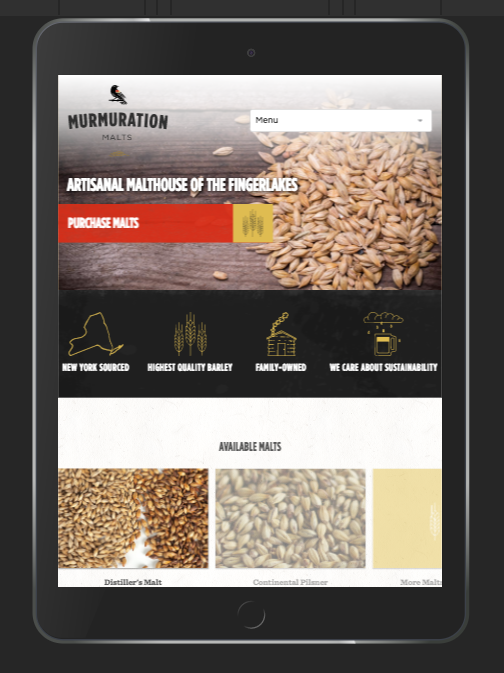 MURMURATION
MALTS
Menu
ARTISANAL MALTHOUSE OF THE FINGERLAKES
PURCHASE MALTS
NEW YORK SOURCED
HIGHEST QUALITY BARLEY
FAMILY-OWNED
WE CARE ABOUT SUSTAINABILITY
AVAILABLE MALTS
Distiller's Malt
Continental Pilsner
More Malt